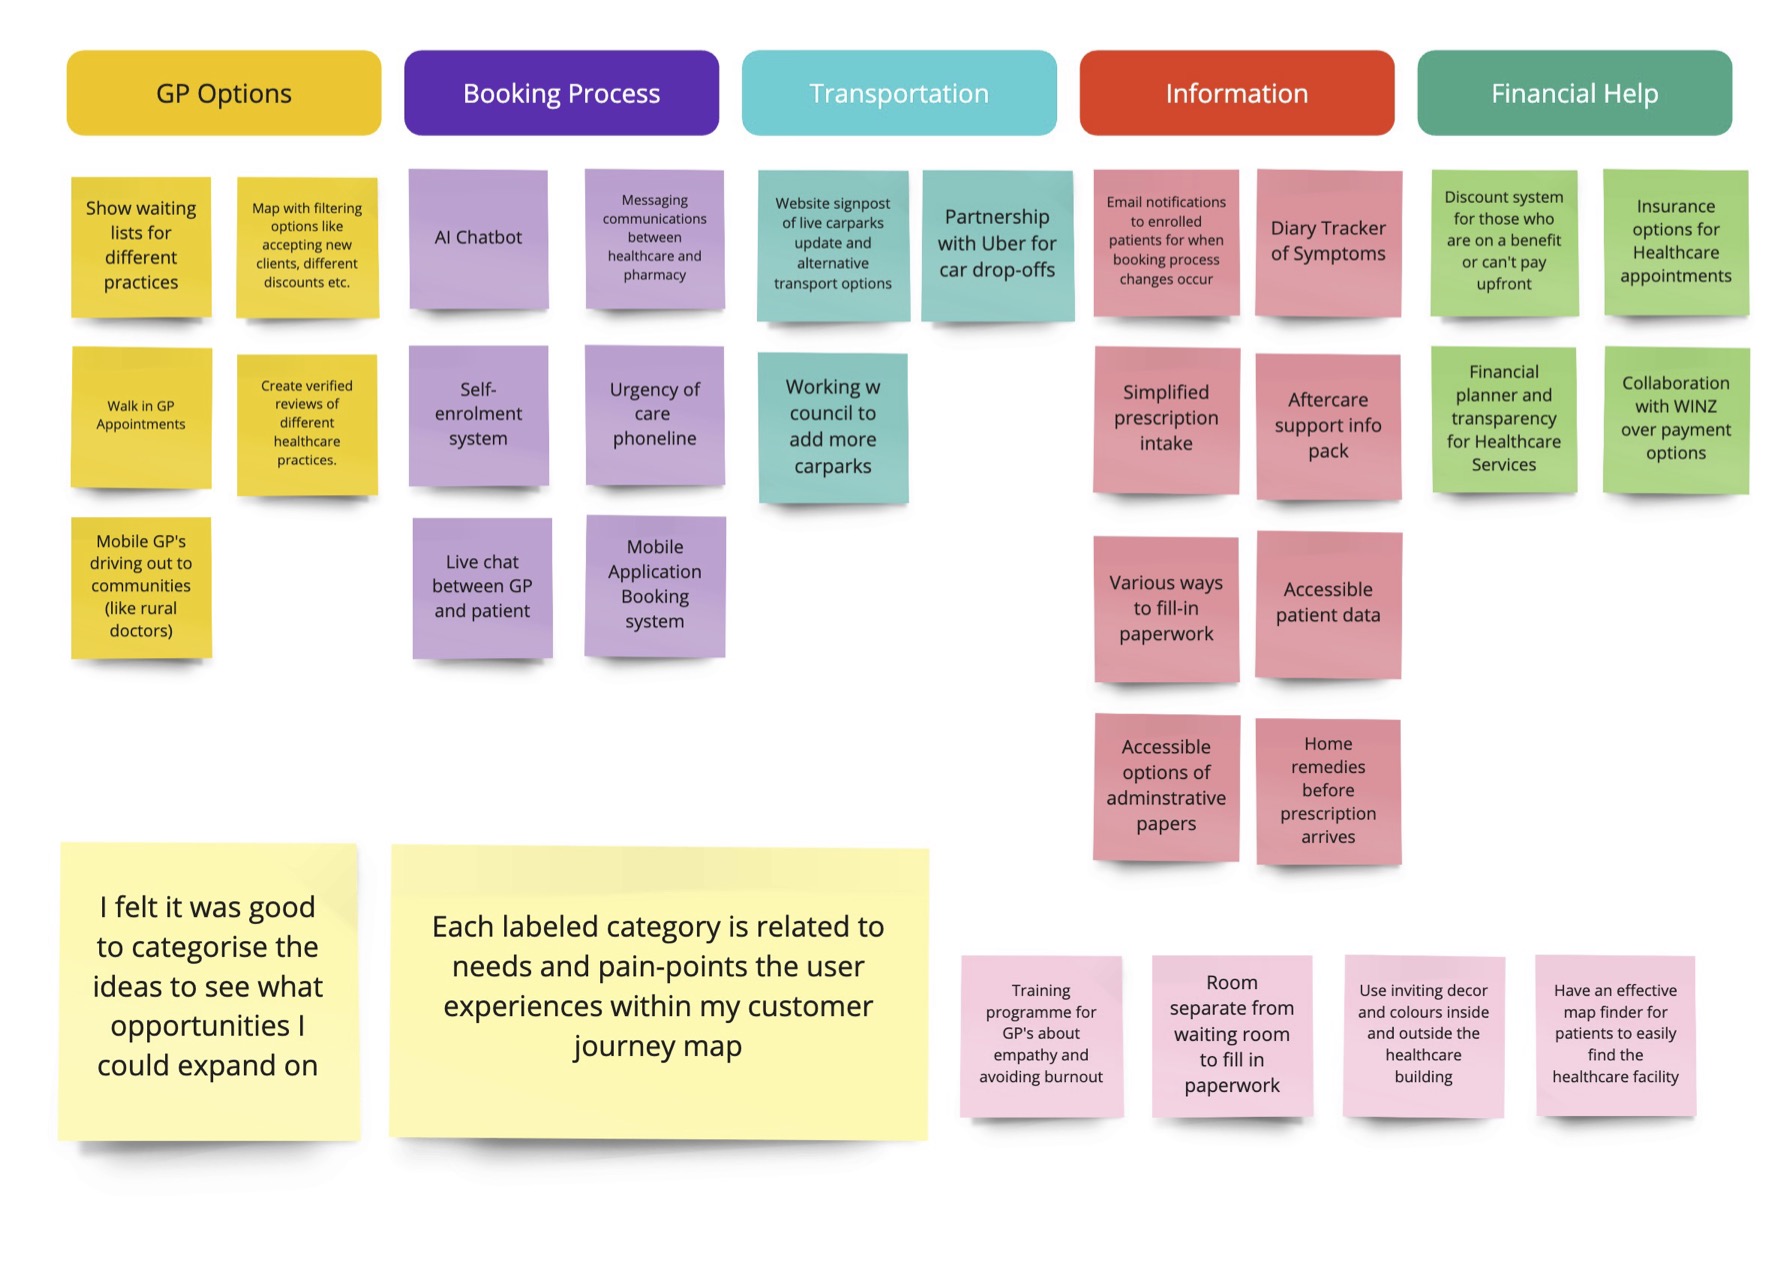 GP Options
Booking Process
Transportation
Information
Financial Help
Show waiting
lists for
different
practices
Map with filtering
options like
accepting new
clients, different
discounts etc.
Walk in GP
Appointments
Create verified
reviews of
different
healthcare
practices.
Mobile GP's
driving out to
communities
(like rural
doctors)
AI Chatbot
Messaging
communications
between
healthcare and
pharmacy
Self-
enrolment
system
Urgency of
care
phoneline
Live chat
between GP
and patient
Mobile
Application
Booking
system
Website signpost
of live carparks
update and
alternative
transport options
Partnership
with Uber for
car drop-offs
Working w
council to
add more
carparks
Email notifications
to enrolled
patients for when
booking process
changes occur
Diary Tracker
of Symptoms
Simplified
prescription
intake
Aftercare
support info
pack
Various ways
to fill-in
paperwork
Accessible
patient data
Accessible
options of
adminstrative
papers
Home
remedies
before
prescription
arrives
Discount system
for those who
are on a benefit
or can't pay
upfront
Insurance
options for
Healthcare
appointments
Financial
planner and
transparency
for Healthcare
Services
Collaboration
with WINZ
over payment
options
I felt it was good
to categorise the
ideas to see what
opportunities I
could expand on
Each labeled category is related to
needs and pain-points the user
experiences within my customer
journey map
Training
programme for
GP's about
empathy and
avoiding burnout
Room
separate from
waiting room
to fill in
paperwork
Use inviting decor
and colours inside
and outside the
healthcare
building
Have an effective
map finder for
patients to easily
find the
healthcare facility